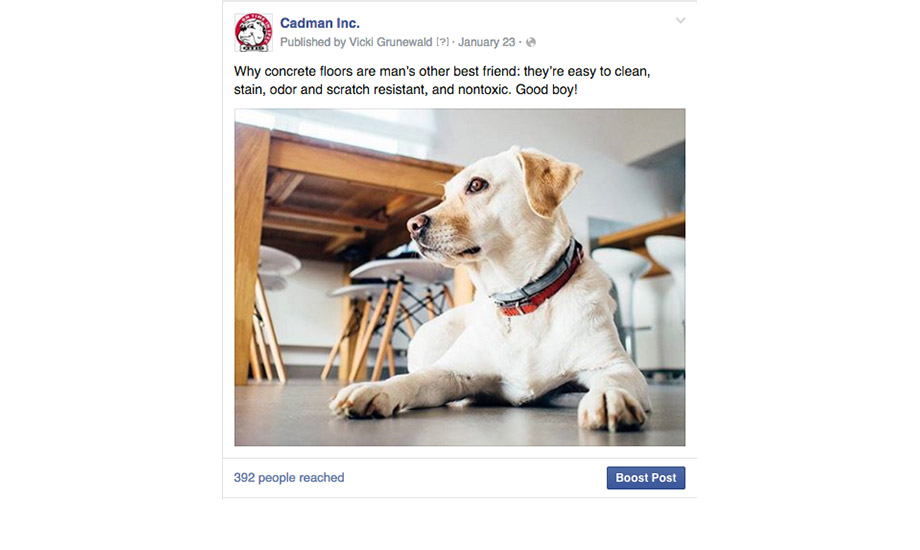 Cadman Inc.
Published by Vicki Grunewald [?] · January 23 ·
Why concrete floors are man's other best friend: they're easy to clean,
stain, odor and scratch resistant, and nontoxic. Good boy!
392 people reached
Boost Post